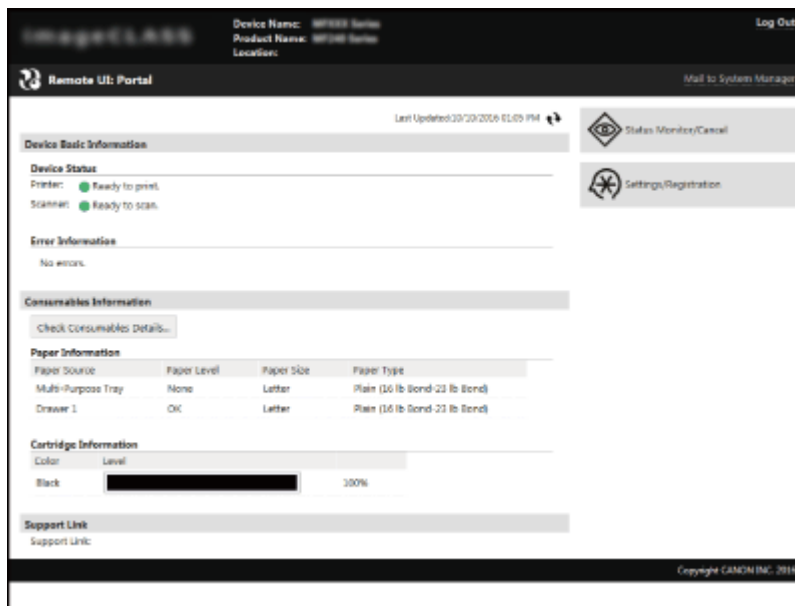 imageCLASS
Device Name:
Product Name:
Location:
Log Out
Remote UI: Portal
Mail to System Manager
Last Updated:10/10/2016 01:05 PM
Device Basic Information
Device Status
Printer: Ready to print.
Scanner: Ready to scan.
Error Information
No errors.
Consumables Information
Check Consumables Details...
Paper Information
Paper Source Paper Level Paper Size Paper Type
Multi-Purpose Tray None Letter Plain (16 lb Bond-23 lb Bond)
Drawer 1 OK Letter Plain (16 lb Bond-23 lb Bond)
Cartridge Information
Color Level
Black 100%
Support Link
Support Link:
Status Monitor/Cancel
Settings/Registration
Copyright CANON INC. 2016